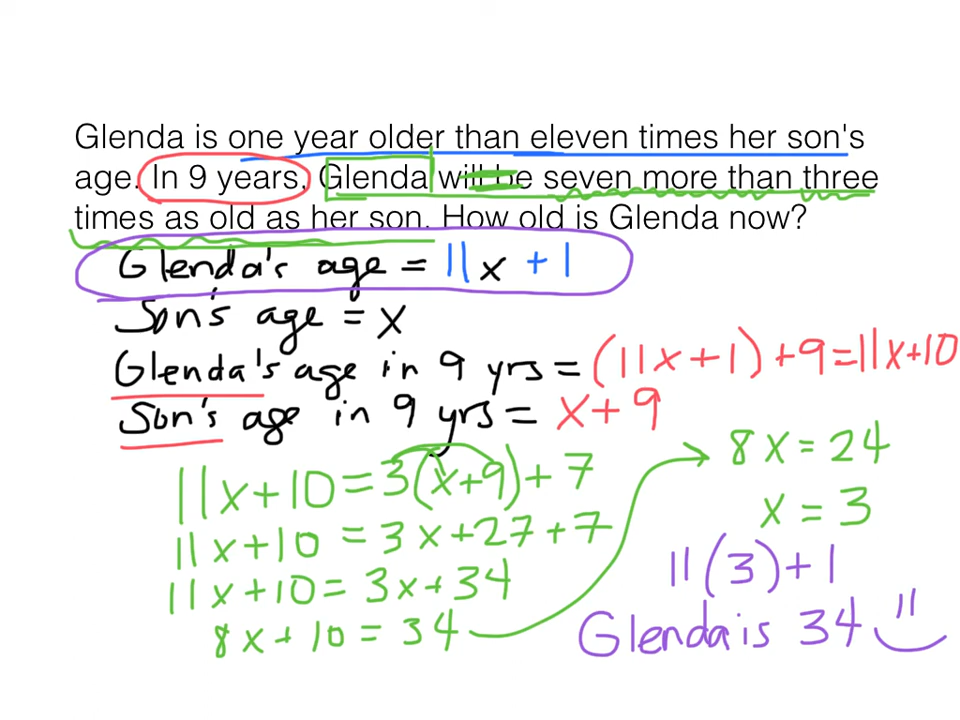 Glenda is one year older than eleven times her son's
age. In 9 years, Glenda will be seven more than three
times as old as her son. How old is Glenda now?
Glenda's age = 11x + 1
Son's age = x
Glenda's age in 9 yrs = (11x+1)+9=11x+10
Son's age in 9 yrs = x+9
11x+10=3(x+9)+7
11x+10=3x+27+7
11x+10=3x+34
8x+10=34
8x=24
x=3
11(3)+1
Glenda is 34